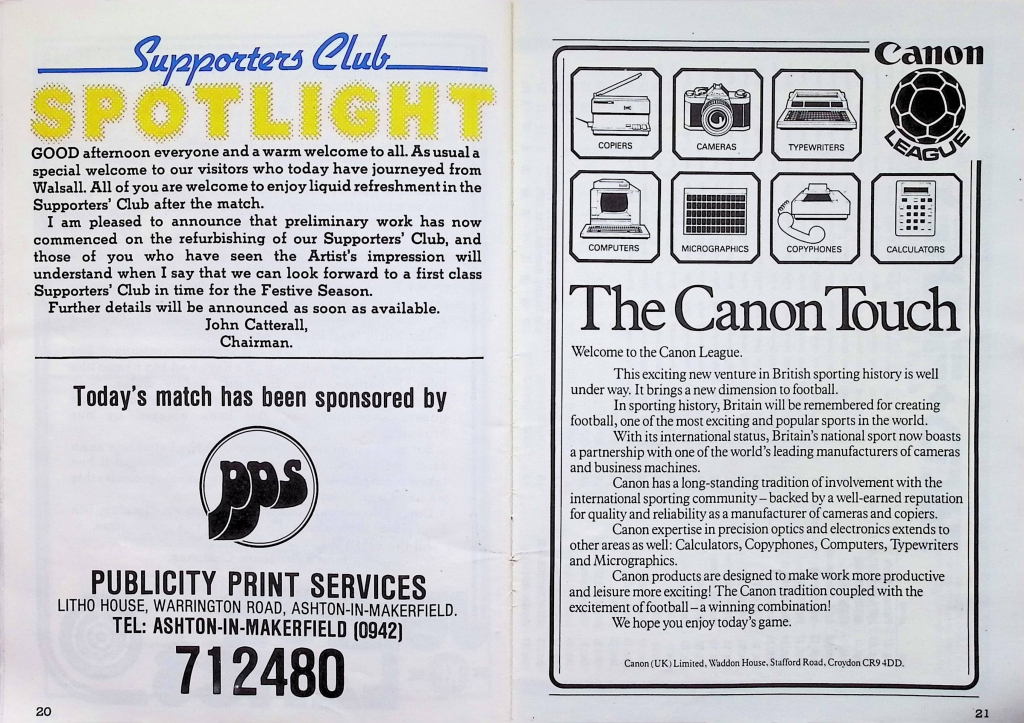 Supporters Club
SPOTLIGHT
GOOD afternoon everyone and a warm welcome to all. As usual a
special welcome to our visitors who today have journeyed from
Walsall. All of you are welcome to enjoy liquid refreshment in the
Supporters' Club after the match.
I am pleased to announce that preliminary work has now
commenced on the refurbishing of our Supporters' Club, and
those of you who have seen the Artist's impression will
understand when I say that we can look forward to a first class
Supporters' Club in time for the Festive Season.
Further details will be announced as soon as available.
John Catterall,
Chairman.
Today's match has been sponsored by
pps
PUBLICITY PRINT SERVICES
LITHO HOUSE, WARRINGTON ROAD, ASHTON-IN-MAKERFIELD.
TEL: ASHTON-IN-MAKERFIELD (0942)
712480
20
Canon
LEAGUE
COPIERS
CAMERAS
TYPEWRITERS
COMPUTERS
MICROGRAPHICS
COPYPHONES
CALCULATORS
The Canon Touch
Welcome to the Canon League.
This exciting new venture in British sporting history is well
under way. It brings a new dimension to football.
In sporting history, Britain will be remembered for creating
football, one of the most exciting and popular sports in the world.
With its international status, Britain's national sport now boasts
a partnership with one of the world's leading manufacturers of cameras
and business machines.
Canon has a long-standing tradition of involvement with the
international sporting community – backed by a well-earned reputation
for quality and reliability as a manufacturer of cameras and copiers.
Canon expertise in precision optics and electronics extends to
other areas as well: Calculators, Copyphones, Computers, Typewriters
and Micrographics.
Canon products are designed to make work more productive
and leisure more exciting! The Canon tradition coupled with the
excitement of football – a winning combination!
We hope you enjoy today's game.
Canon (UK) Limited, Waddon House, Stafford Road, Croydon CR9 4DD.
21